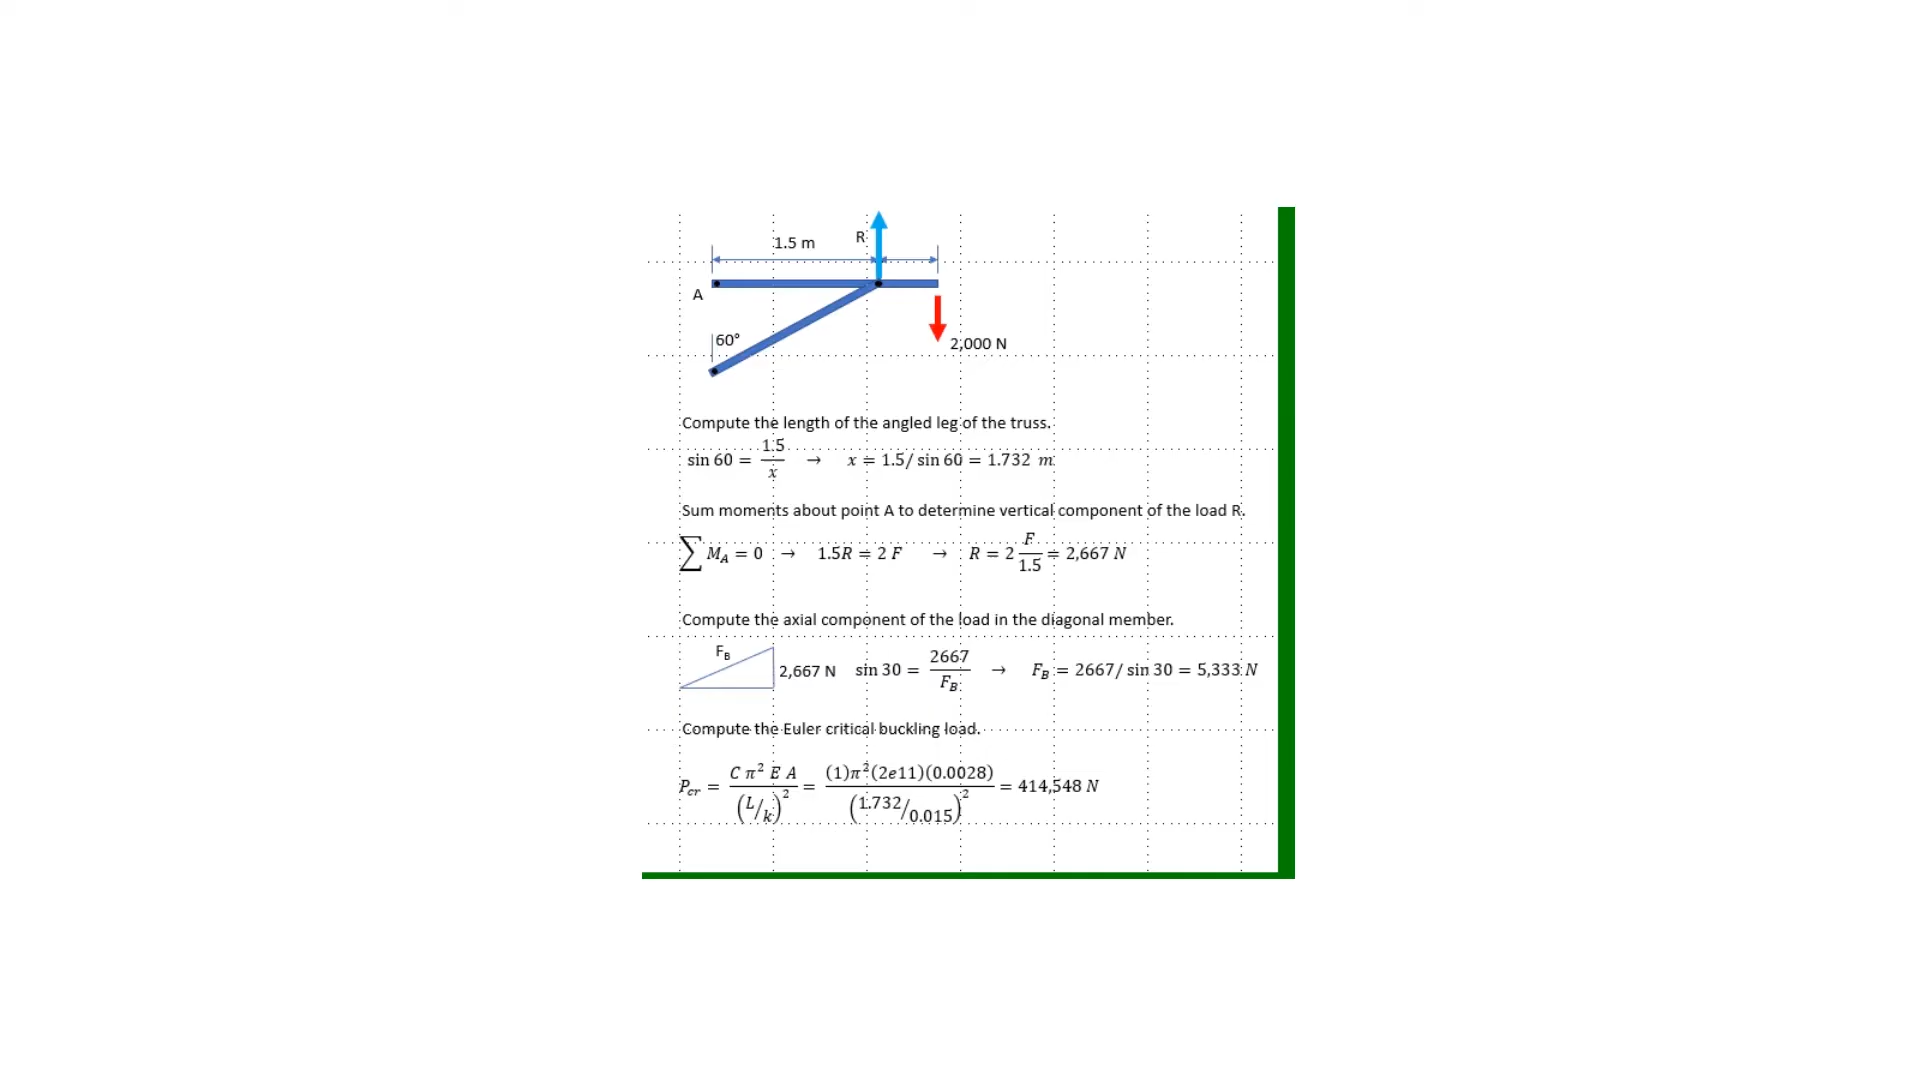 1.5 m
R
A
60°
2,000 N
Compute the length of the angled leg of the truss.
sin 60 = 1.5/x → x = 1.5/ sin 60 = 1.732 m
Sum moments about point A to determine vertical component of the load R.
∑ M_A = 0 → 1.5R = 2 F → R = 2 F/1.5 = 2,667 N
Compute the axial component of the load in the diagonal member.
F_B
2,667 N sin 30 = 2667/F_B → F_B = 2667/ sin 30 = 5,333 N
Compute the Euler critical buckling load.
P_cr = C π² E A / (L/k)² = (1)π²(2e11)(0.0028) / (1.732/0.015)² = 414,548 N